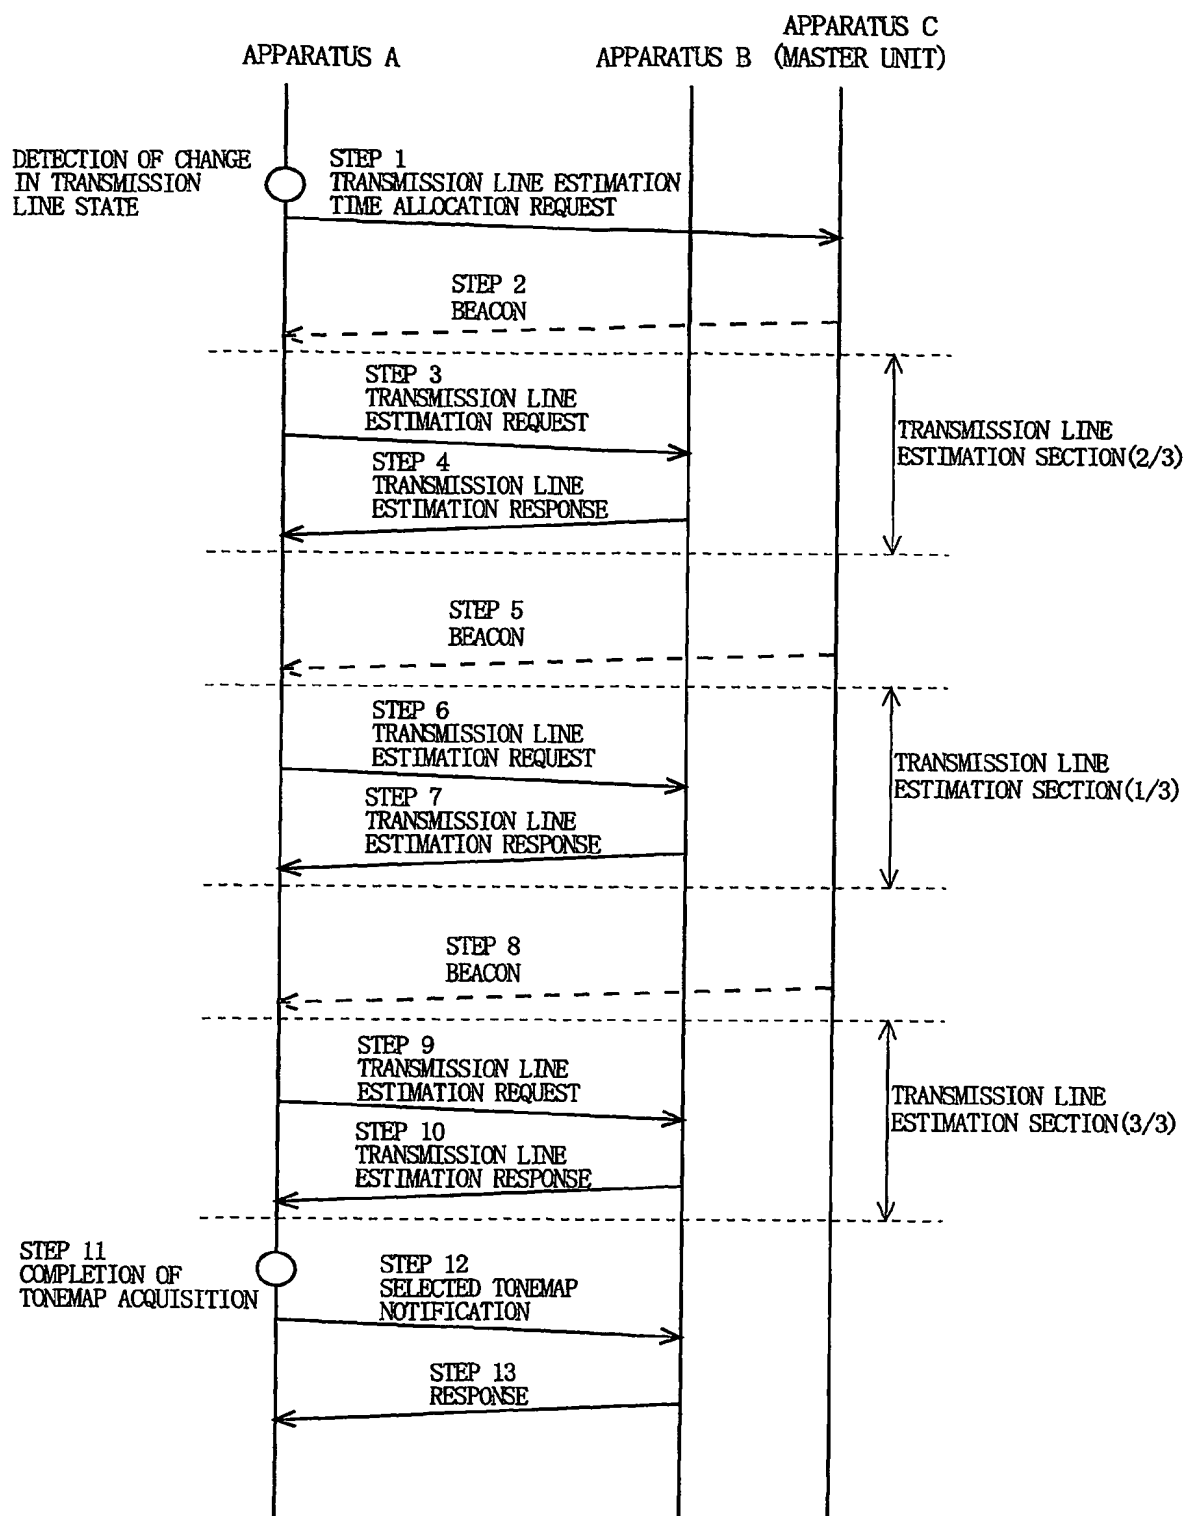 APPARATUS A
APPARATUS B
APPARATUS C
(MASTER UNIT)
DETECTION OF CHANGE
IN TRANSMISSION
LINE STATE
STEP 1
TRANSMISSION LINE ESTIMATION
TIME ALLOCATION REQUEST
STEP 2
BEACON
STEP 3
TRANSMISSION LINE
ESTIMATION REQUEST
STEP 4
TRANSMISSION LINE
ESTIMATION RESPONSE
TRANSMISSION LINE
ESTIMATION SECTION(2/3)
STEP 5
BEACON
STEP 6
TRANSMISSION LINE
ESTIMATION REQUEST
STEP 7
TRANSMISSION LINE
ESTIMATION RESPONSE
TRANSMISSION LINE
ESTIMATION SECTION(1/3)
STEP 8
BEACON
STEP 9
TRANSMISSION LINE
ESTIMATION REQUEST
STEP 10
TRANSMISSION LINE
ESTIMATION RESPONSE
TRANSMISSION LINE
ESTIMATION SECTION(3/3)
STEP 11
COMPLETION OF
TONEMAP ACQUISITION
STEP 12
SELECTED TONEMAP
NOTIFICATION
STEP 13
RESPONSE